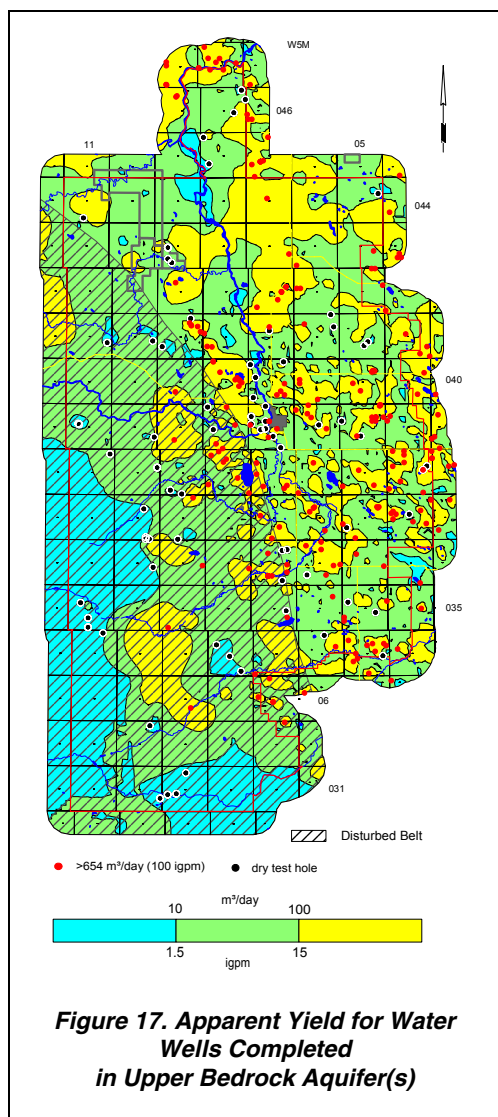 W5M
046
11
05
044
040
035
06
031
Disturbed Belt
>654 m³/day (100 igpm)
dry test hole
m³/day
10
100
1.5
15
igpm
Figure 17. Apparent Yield for Water
Wells Completed
in Upper Bedrock Aquifer(s)